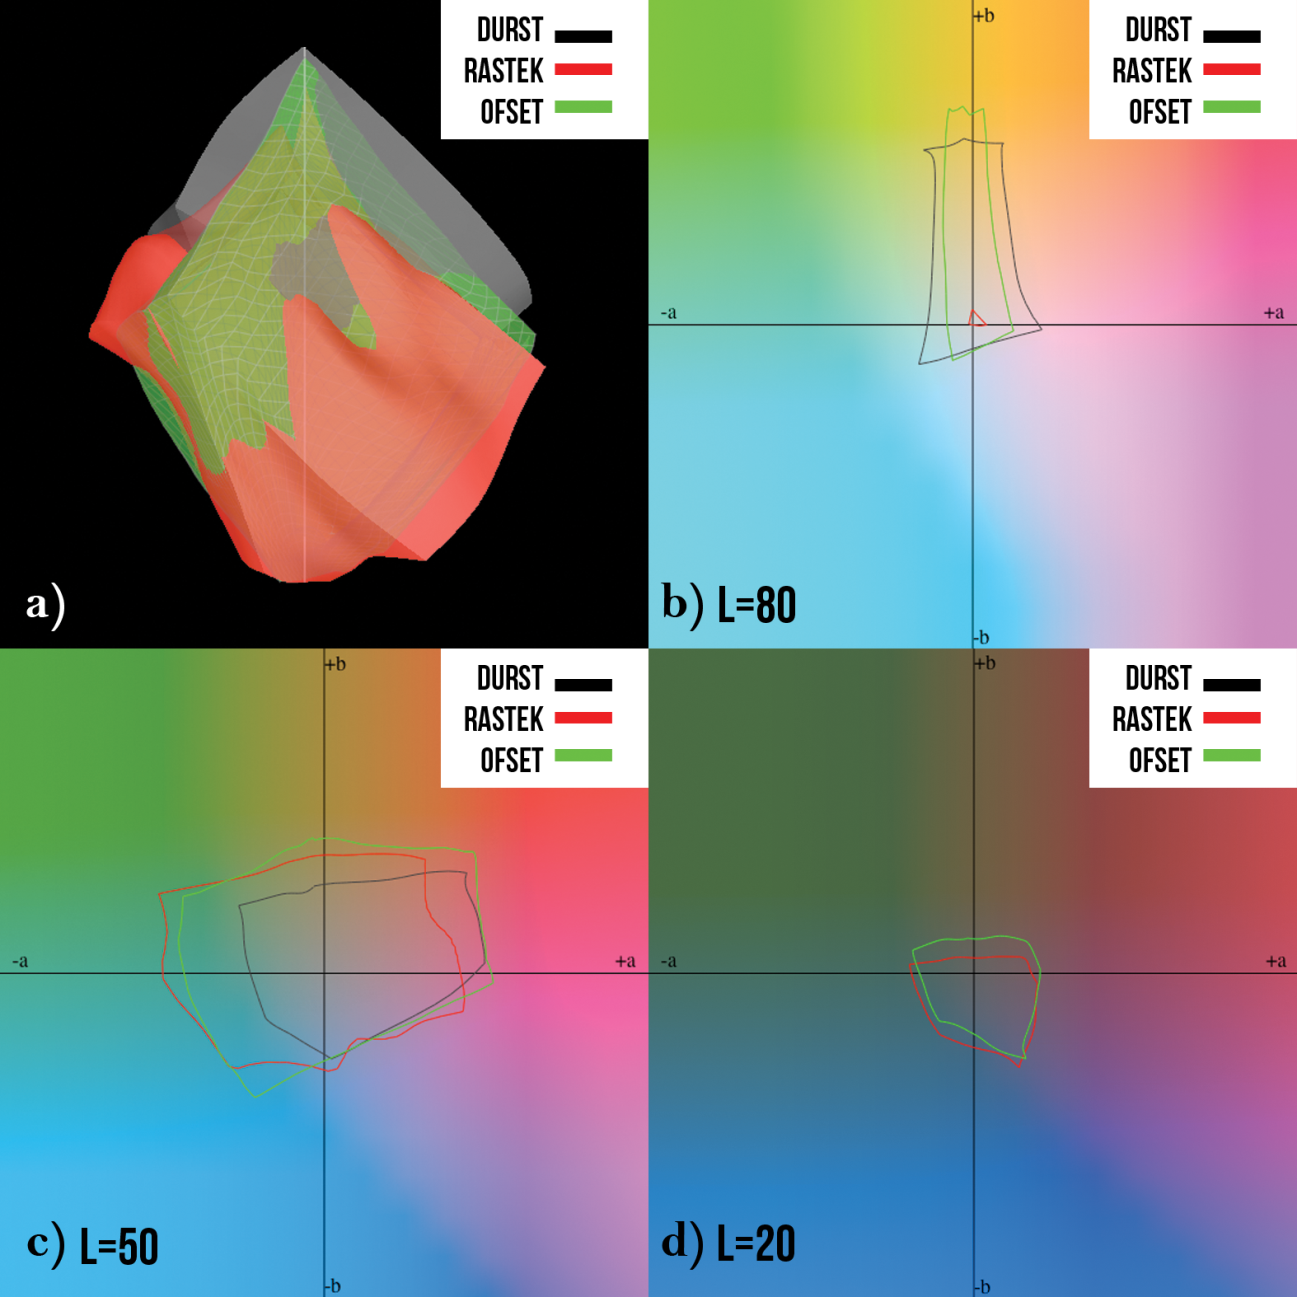 DURST
RASTEK
OFSET
a)
+b
DURST
RASTEK
OFSET
-a
+a
b) L=80
-b
+b
DURST
RASTEK
OFSET
-a
+a
c) L=50
-b
+b
DURST
RASTEK
OFSET
-a
+a
d) L=20
-b